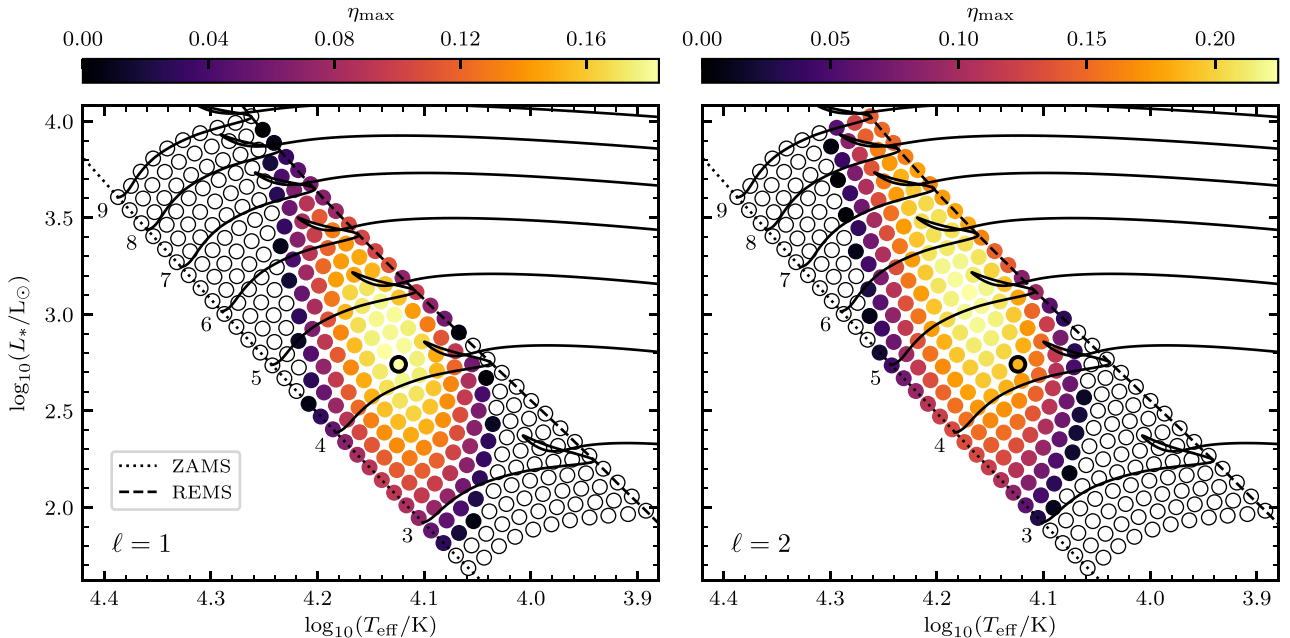 η_max η_max
0.00 0.04 0.08 0.12 0.16 0.00 0.05 0.10 0.15 0.20
4.0
3.5
3.0
2.5
2.0
log₁₀(L_*/L_⊙)
9 8 7 6 5 4 3
ZAMS
REMS
ℓ = 1
4.4 4.3 4.2 4.1 4.0 3.9
log₁₀(T_eff/K)
9 8 7 6 5 4 3
ℓ = 2
4.4 4.3 4.2 4.1 4.0 3.9
log₁₀(T_eff/K)